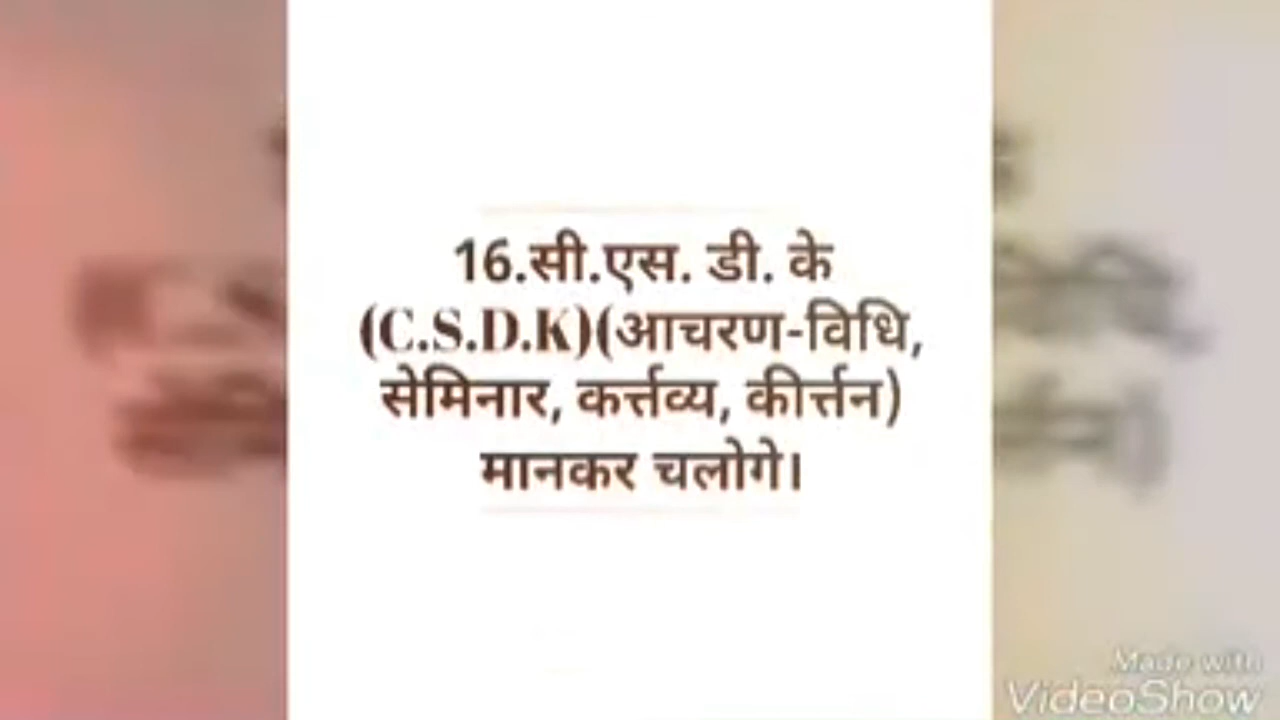 16.सी.एस. डी. के
(C.S.D.K)(आचरण-विधि,
सेमिनार, कर्त्तव्य, कीर्त्तन)
मानकर चलोगे।
Made with
VideoShow